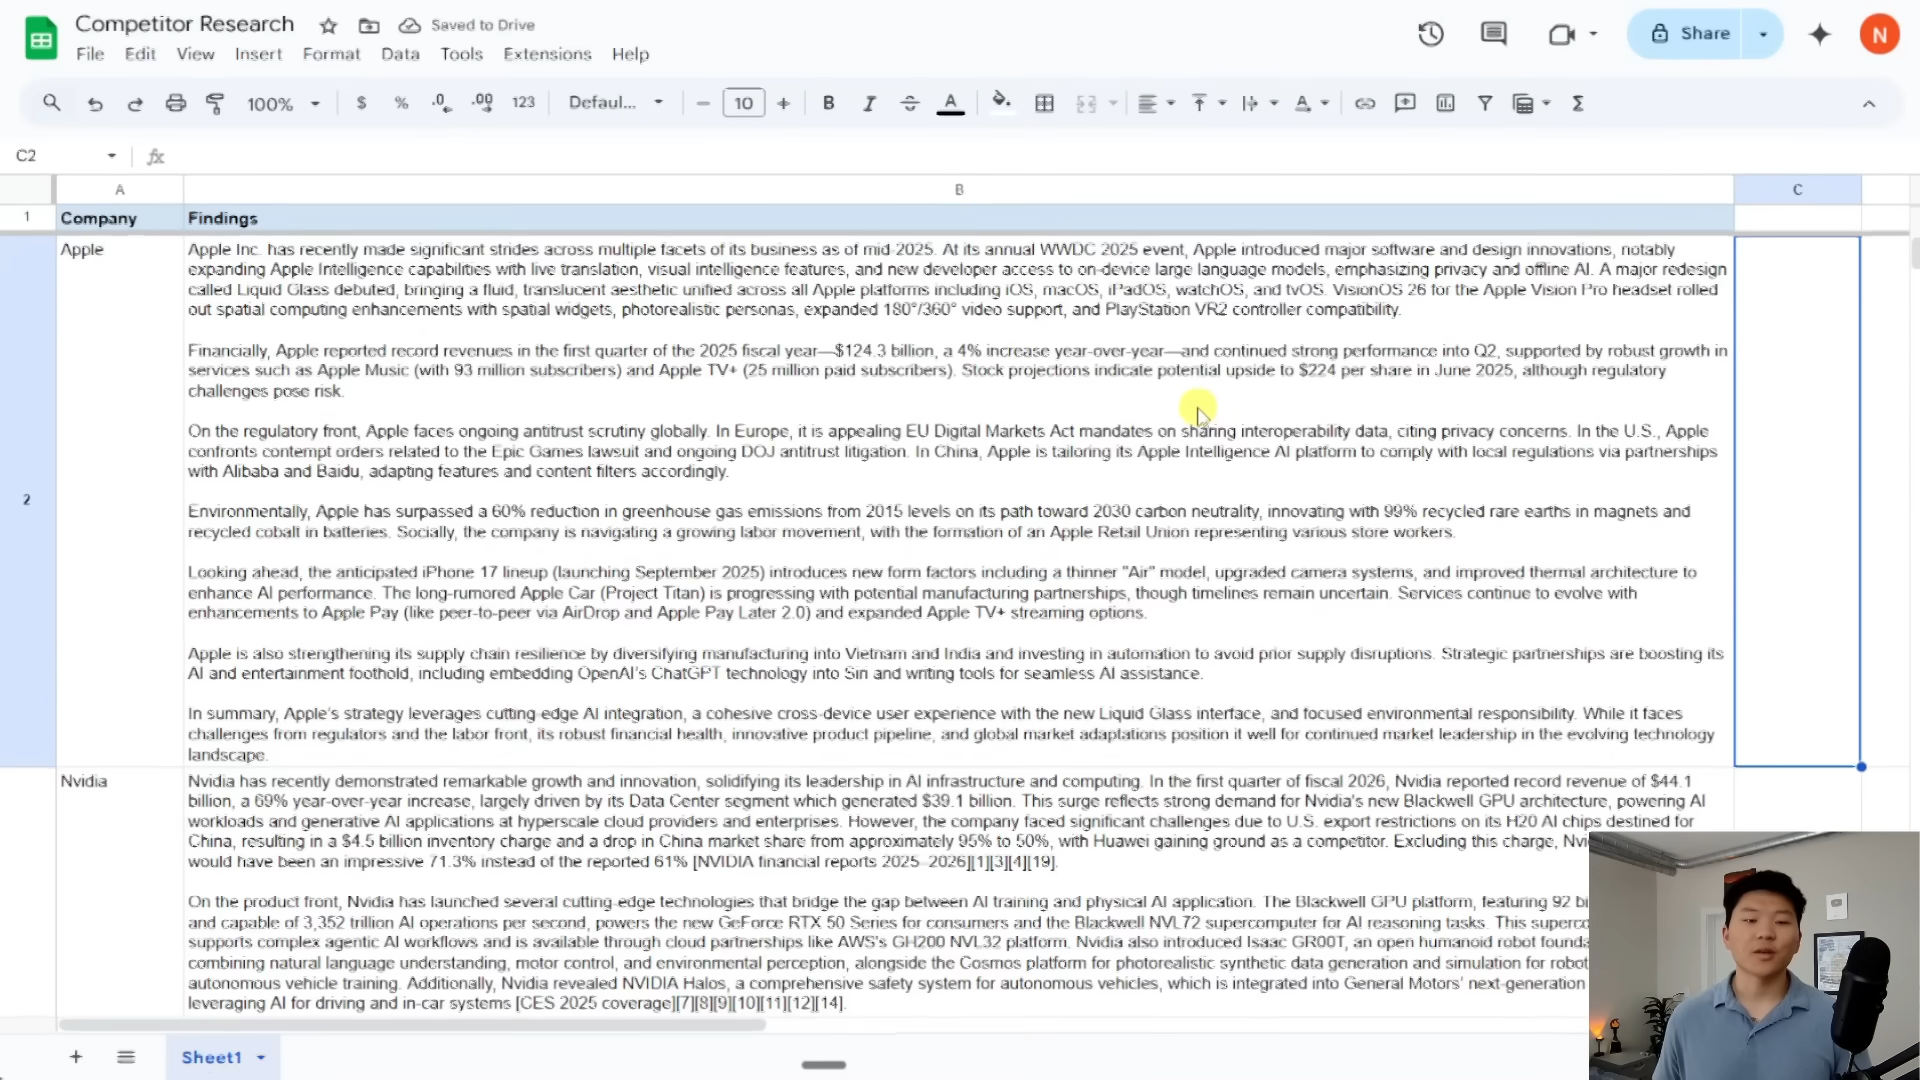 Competitor Research
Saved to Drive
Share
N
File Edit View Insert Format Data Tools Extensions Help
100% $ % .0 .00 123 Defaul... 10 B I A
C2 fx
A B C
1 Company Findings
2
Apple
Apple Inc. has recently made significant strides across multiple facets of its business as of mid-2025. At its annual WWDC 2025 event, Apple introduced major software and design innovations, notably
expanding Apple Intelligence capabilities with live translation, visual intelligence features, and new developer access to on-device large language models, emphasizing privacy and offline AI. A major redesign
called Liquid Glass debuted, bringing a fluid, translucent aesthetic unified across all Apple platforms including iOS, macOS, iPadOS, watchOS, and tvOS. VisionOS 26 for the Apple Vision Pro headset rolled
out spatial computing enhancements with spatial widgets, photorealistic personas, expanded 180°/360° video support, and PlayStation VR2 controller compatibility.
Financially, Apple reported record revenues in the first quarter of the 2025 fiscal year—$124.3 billion, a 4% increase year-over-year—and continued strong performance into Q2, supported by robust growth in
services such as Apple Music (with 93 million subscribers) and Apple TV+ (25 million paid subscribers). Stock projections indicate potential upside to $224 per share in June 2025, although regulatory
challenges pose risk.
On the regulatory front, Apple faces ongoing antitrust scrutiny globally. In Europe, it is appealing EU Digital Markets Act mandates on sharing interoperability data, citing privacy concerns. In the U.S., Apple
confronts contempt orders related to the Epic Games lawsuit and ongoing DOJ antitrust litigation. In China, Apple is tailoring its Apple Intelligence AI platform to comply with local regulations via partnerships
with Alibaba and Baidu, adapting features and content filters accordingly.
Environmentally, Apple has surpassed a 60% reduction in greenhouse gas emissions from 2015 levels on its path toward 2030 carbon neutrality, innovating with 99% recycled rare earths in magnets and
recycled cobalt in batteries. Socially, the company is navigating a growing labor movement, with the formation of an Apple Retail Union representing various store workers.
Looking ahead, the anticipated iPhone 17 lineup (launching September 2025) introduces new form factors including a thinner "Air" model, upgraded camera systems, and improved thermal architecture to
enhance AI performance. The long-rumored Apple Car (Project Titan) is progressing with potential manufacturing partnerships, though timelines remain uncertain. Services continue to evolve with
enhancements to Apple Pay (like peer-to-peer via AirDrop and Apple Pay Later 2.0) and expanded Apple TV+ streaming options.
Apple is also strengthening its supply chain resilience by diversifying manufacturing into Vietnam and India and investing in automation to avoid prior supply disruptions. Strategic partnerships are boosting its
AI and entertainment foothold, including embedding OpenAI's ChatGPT technology into Siri and writing tools for seamless AI assistance.
In summary, Apple's strategy leverages cutting-edge AI integration, a cohesive cross-device user experience with the new Liquid Glass interface, and focused environmental responsibility. While it faces
challenges from regulators and the labor front, its robust financial health, innovative product pipeline, and global market adaptations position it well for continued market leadership in the evolving technology
landscape.
Nvidia
Nvidia has recently demonstrated remarkable growth and innovation, solidifying its leadership in AI infrastructure and computing. In the first quarter of fiscal 2026, Nvidia reported record revenue of $44.1
billion, a 69% year-over-year increase, largely driven by its Data Center segment which generated $39.1 billion. This surge reflects strong demand for Nvidia's new Blackwell GPU architecture, powering AI
workloads and generative AI applications at hyperscale cloud providers and enterprises. However, the company faced significant challenges due to U.S. export restrictions on its H20 AI chips destined for
China, resulting in a $4.5 billion inventory charge and a drop in China market share from approximately 95% to 50%, with Huawei gaining ground as a competitor. Excluding this charge, Nvi
would have been an impressive 71.3% instead of the reported 61% [NVIDIA financial reports 2025–2026][1][3][4][19].
On the product front, Nvidia has launched several cutting-edge technologies that bridge the gap between AI training and physical AI application. The Blackwell GPU platform, featuring 92 bi
and capable of 3,352 trillion AI operations per second, powers the new GeForce RTX 50 Series for consumers and the Blackwell NVL72 supercomputer for AI reasoning tasks. This superco
supports complex agentic AI workflows and is available through cloud partnerships like AWS's GH200 NVL32 platform. Nvidia also introduced Isaac GR00T, an open humanoid robot founda
combining natural language understanding, motor control, and environmental perception, alongside the Cosmos platform for photorealistic synthetic data generation and simulation for robot
autonomous vehicle training. Additionally, Nvidia revealed NVIDIA Halos, a comprehensive safety system for autonomous vehicles, which is integrated into General Motors' next-generation
leveraging AI for driving and in-car systems [CES 2025 coverage][7][8][9][10][11][12][14].
Sheet1